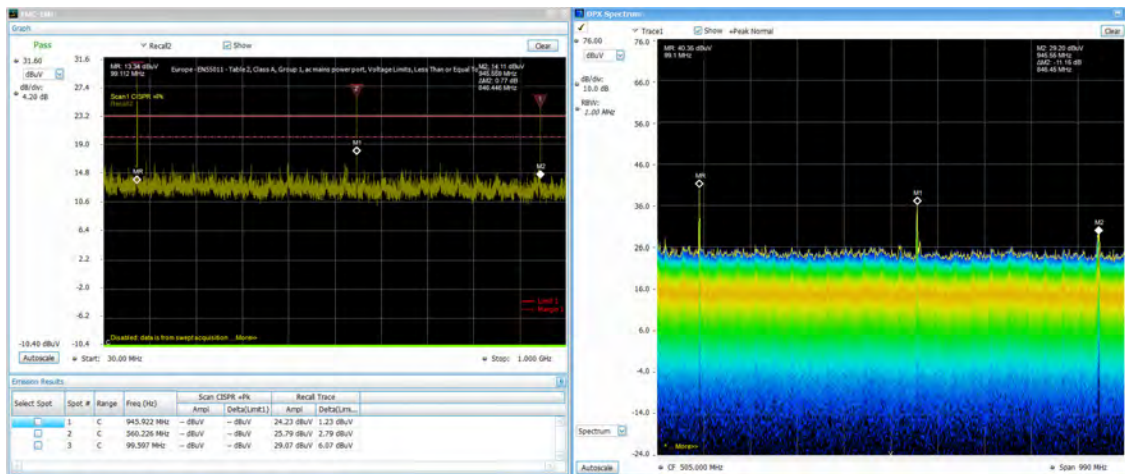 EMC-EMI
Graph
Pass
Recall2
Show
Clear
31.60
dBuV
dB/div:
4.20 dB
31.6
27.4
23.2
19.0
14.8
10.6
6.4
2.2
-2.0
-6.2
-10.4
-10.40 dBuV
MR: 13.34 dBuV
99.112 MHz
Europe - EN55011 - Table 2, Class A, Group 1, ac mains power port, Voltage Limits, Less Than or Equal To
M2: 14.11 dBuV
945.558 MHz
ΔM2: 0.77 dB
846.446 MHz
Scan1 CISPR +Pk
Recall2
2
1
MR
M1
M2
Limit 1
Margin 1
Disabled: data is from swept acquisition ...More>>
Autoscale
Start: 30.00 MHz
Stop: 1.000 GHz
Emission Results
Select Spot Spot # Range Freq (Hz) Scan CISPR +Pk Recall Trace
Ampl Delta(Limit1) Ampl Delta(Limi...
1 C 945.922 MHz -- dBuV -- dBuV 24.23 dBuV 1.23 dBuV
2 C 560.226 MHz -- dBuV -- dBuV 25.79 dBuV 2.79 dBuV
3 C 99.597 MHz -- dBuV -- dBuV 29.07 dBuV 6.07 dBuV
DPX Spectrum
Trace1
Show
+Peak Normal
Clear
76.00
dBuV
dB/div:
10.0 dB
RBW:
1.00 MHz
76.0
66.0
56.0
46.0
36.0
26.0
16.0
6.0
-4.0
-14.0
-24.0
MR: 40.36 dBuV
99.1 MHz
M2: 29.20 dBuV
945.56 MHz
ΔM2: -11.16 dB
846.46 MHz
MR
M1
M2
Spectrum
* ...More>>
Autoscale
CF 505.000 MHz
Span 990 MHz